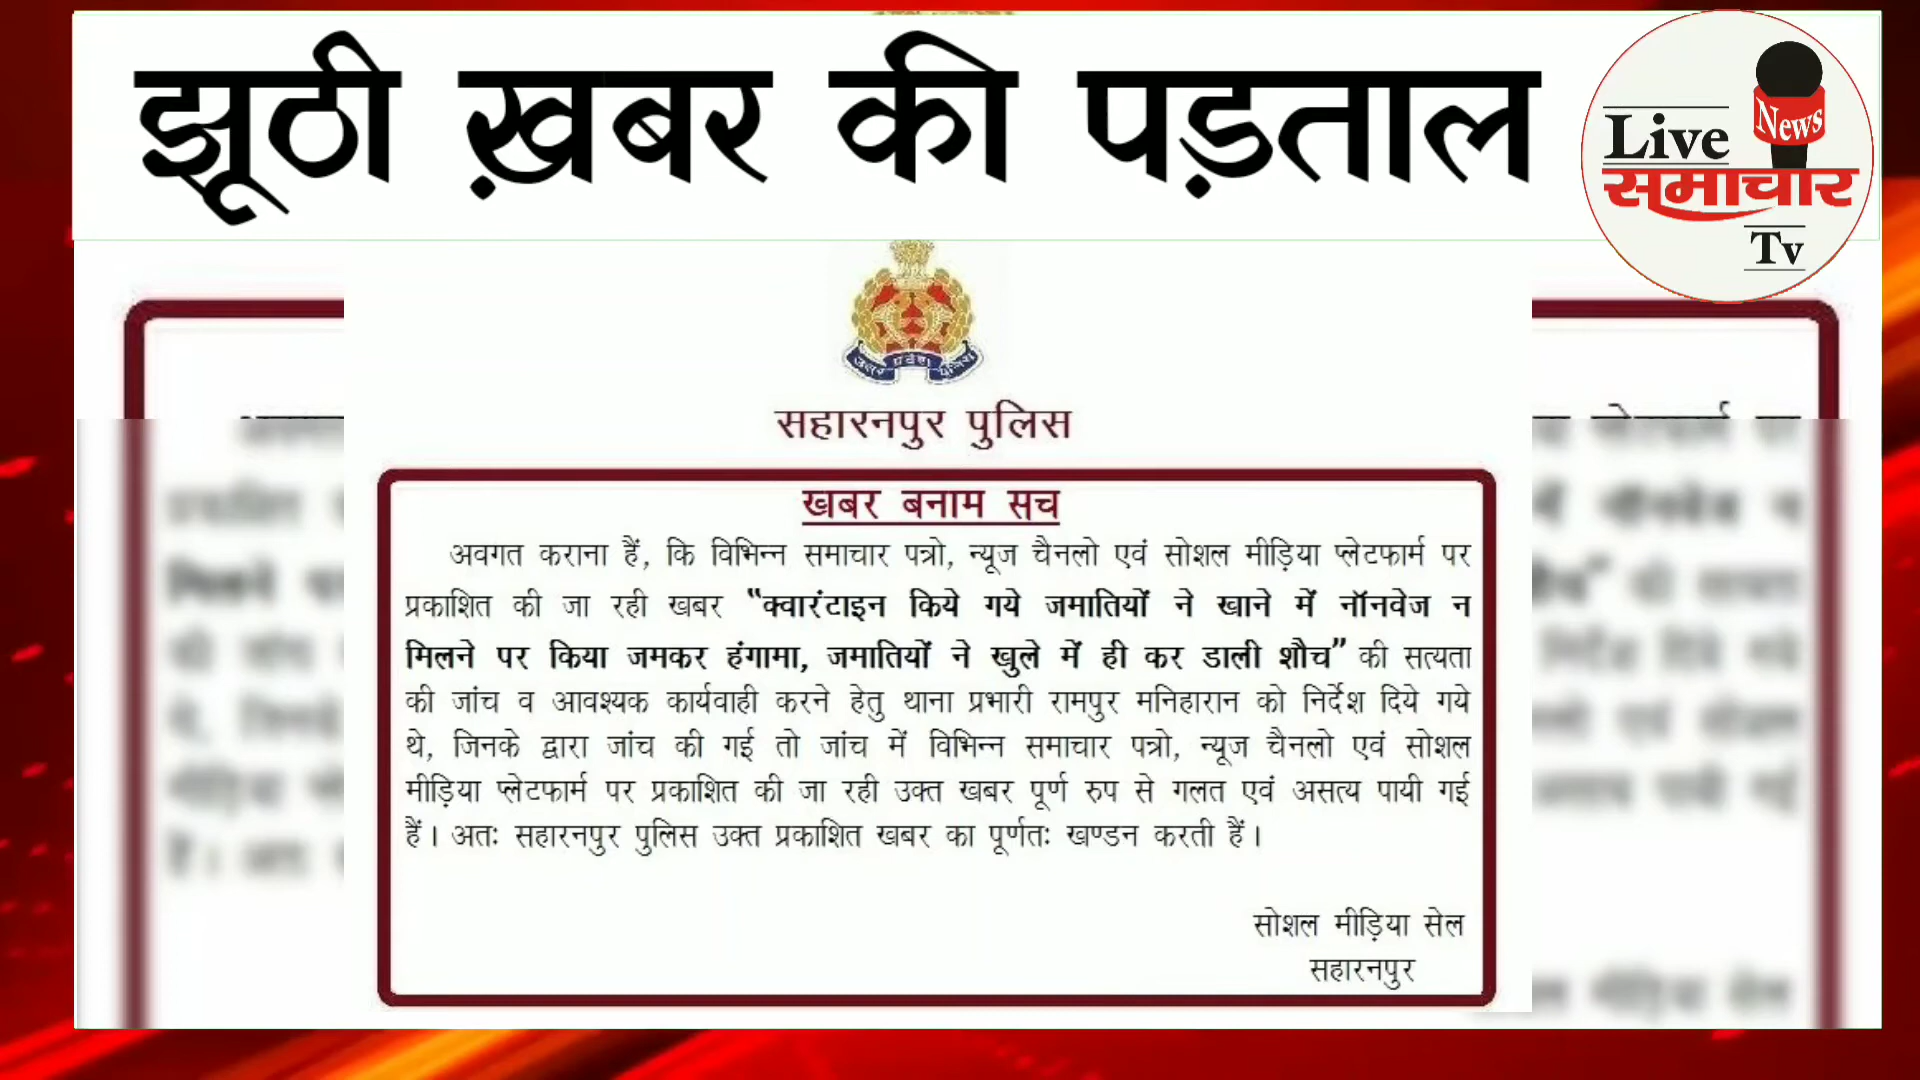 झूठी ख़बर की पड़ताल
Live
News
समाचार
Tv
उत्तर प्रदेश पुलिस
सहारनपुर पुलिस
खबर बनाम सच
अवगत कराना हैं, कि विभिन्न समाचार पत्रो, न्यूज चैनलो एवं सोशल मीड़िया प्लेटफार्म पर
प्रकाशित की जा रही खबर "क्वारंटाइन किये गये जमातियों ने खाने में नॉनवेज न
मिलने पर किया जमकर हंगामा, जमातियों ने खुले में ही कर डाली शौच" की सत्यता
की जांच व आवश्यक कार्यवाही करने हेतु थाना प्रभारी रामपुर मनिहारान को निर्देश दिये गये
थे, जिनके द्वारा जांच की गई तो जांच में विभिन्न समाचार पत्रो, न्यूज चैनलो एवं सोशल
मीड़िया प्लेटफार्म पर प्रकाशित की जा रही उक्त खबर पूर्ण रुप से गलत एवं असत्य पायी गई
हैं। अतः सहारनपुर पुलिस उक्त प्रकाशित खबर का पूर्णतः खण्डन करती हैं।
सोशल मीड़िया सेल
सहारनपुर